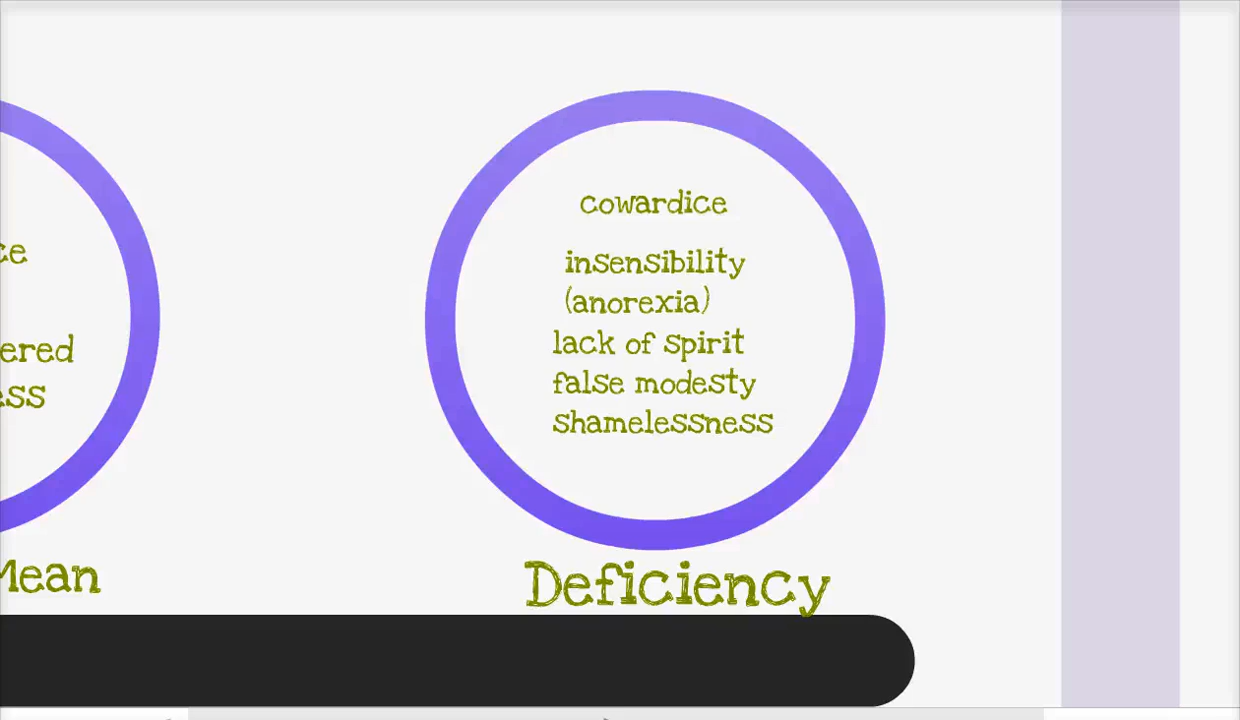 ce
ered
ess
Mean
cowardice
insensibility
(anorexia)
lack of spirit
false modesty
shamelessness
Deficiency